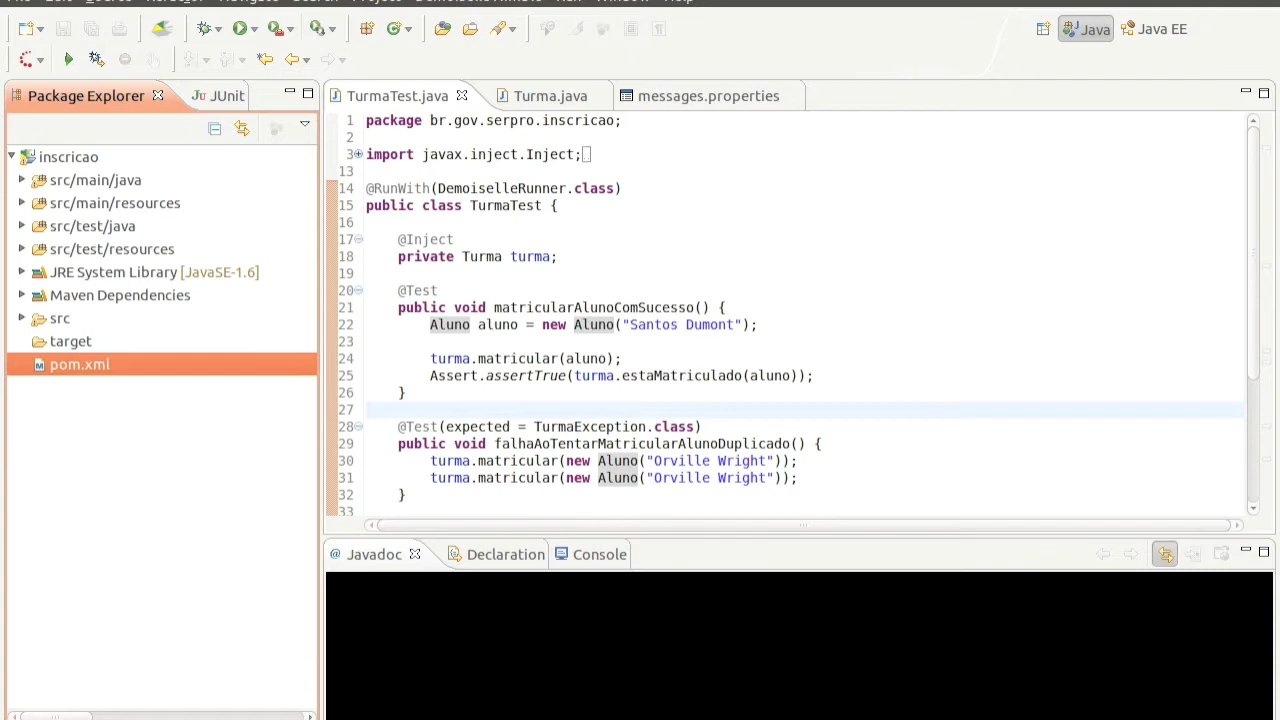 Java
Java EE
Package Explorer
JUnit
TurmaTest.java
Turma.java
messages.properties
inscricao
src/main/java
src/main/resources
src/test/java
src/test/resources
JRE System Library [JavaSE-1.6]
Maven Dependencies
src
target
pom.xml
1 package br.gov.serpro.inscricao;
2
3 import javax.inject.Inject;
13
14 @RunWith(DemoiselleRunner.class)
15 public class TurmaTest {
16
17 @Inject
18 private Turma turma;
19
20 @Test
21 public void matricularAlunoComSucesso() {
22 Aluno aluno = new Aluno("Santos Dumont");
23
24 turma.matricular(aluno);
25 Assert.assertTrue(turma.estaMatriculado(aluno));
26 }
27
28 @Test(expected = TurmaException.class)
29 public void falhaAoTentarMatricularAlunoDuplicado() {
30 turma.matricular(new Aluno("Orville Wright"));
31 turma.matricular(new Aluno("Orville Wright"));
32 }
33
@ Javadoc
Declaration
Console